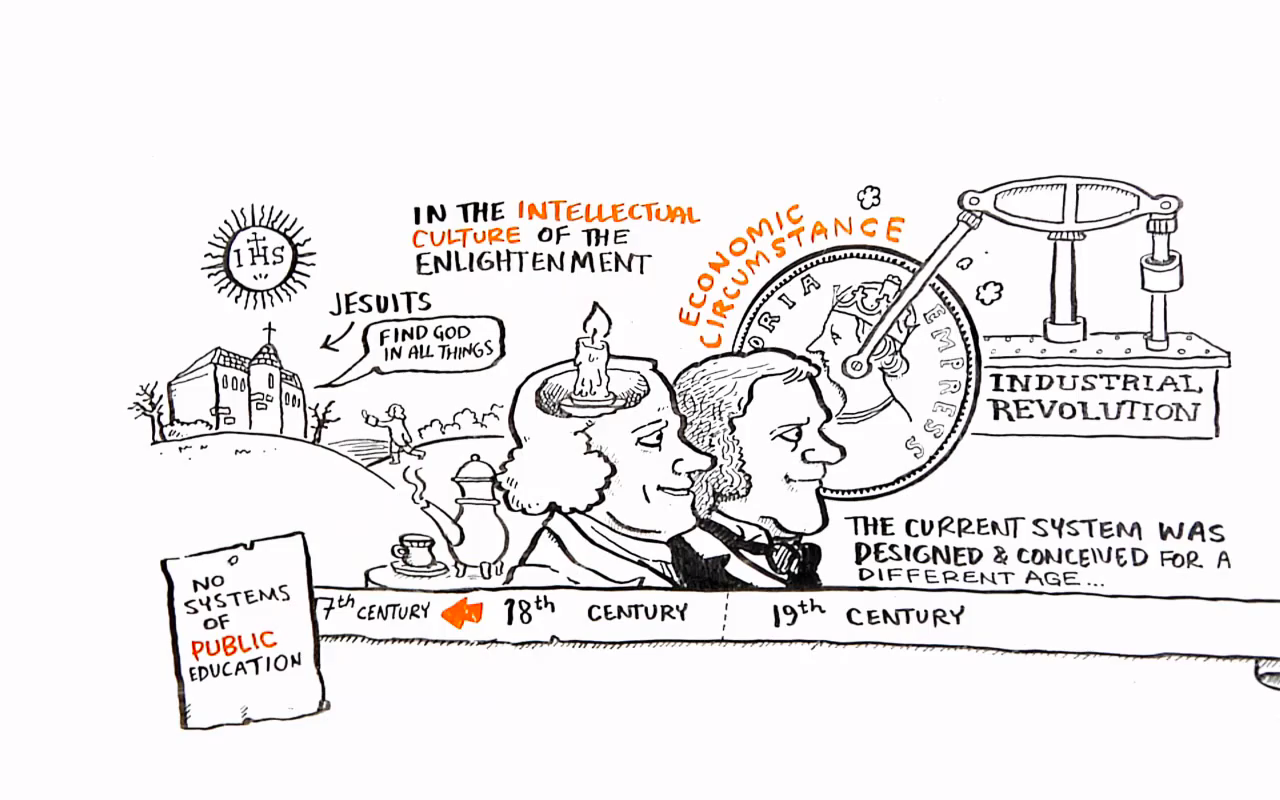 IHS
JESUITS
FIND GOD
IN ALL THINGS
IN THE INTELLECTUAL
CULTURE OF THE
ENLIGHTENMENT
ECONOMIC
CIRCUMSTANCE
ORIA
EMPRESS
INDUSTRIAL
REVOLUTION
THE CURRENT SYSTEM WAS
DESIGNED & CONCEIVED FOR A
DIFFERENT AGE...
NO
SYSTEMS
OF
PUBLIC
EDUCATION
7th CENTURY
18th CENTURY
19th CENTURY